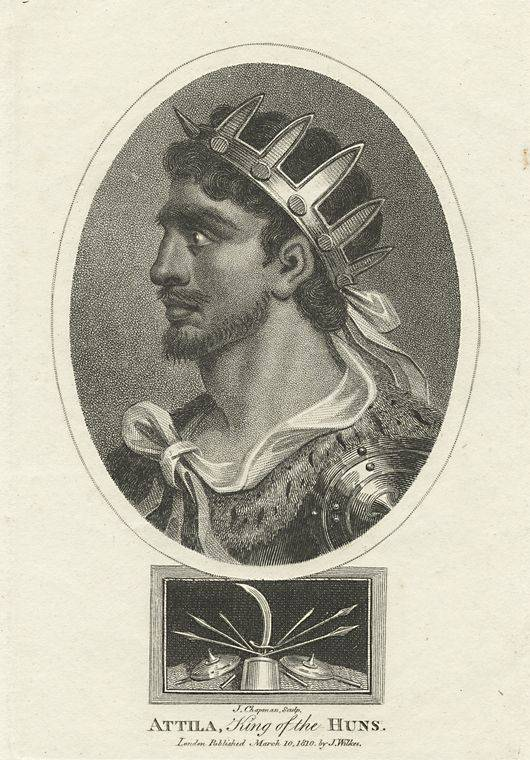 J. Chapman, Sculp.
ATTILA, King of the HUNS.
London Published March 10, 1810. by J. Wilkes.